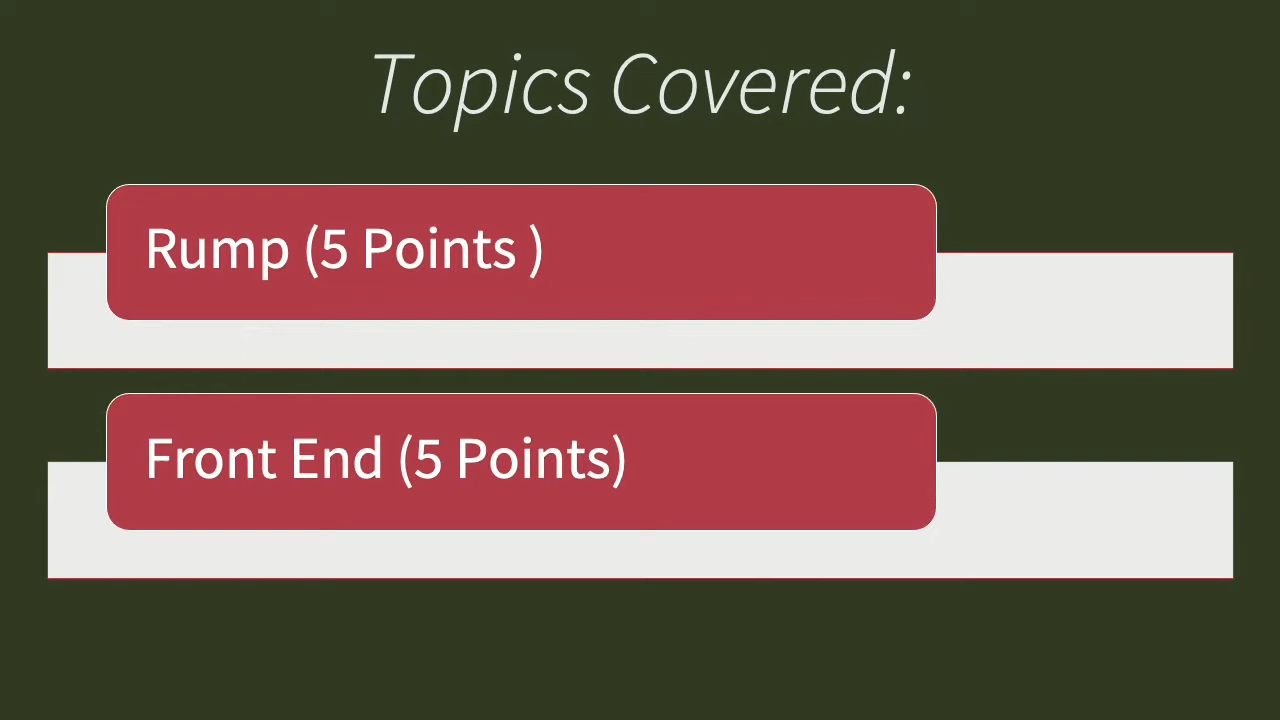 Topics Covered:
Rump (5 Points )
Front End (5 Points)